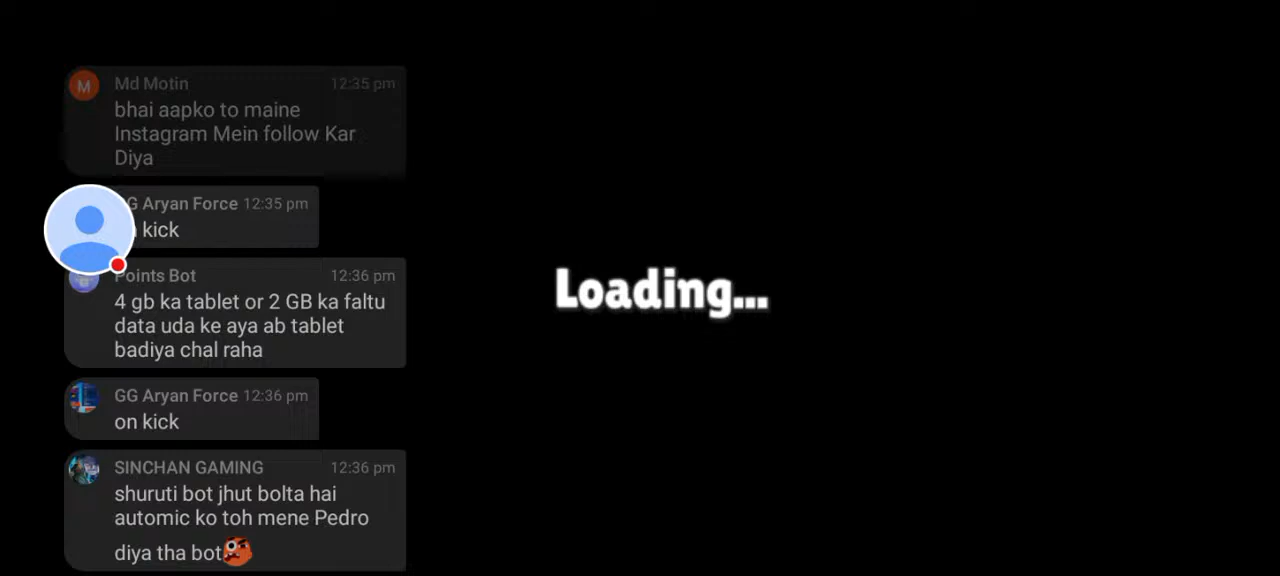 Md Motin 12:35 pm
bhai aapko to maine
Instagram Mein follow Kar
Diya
G Aryan Force 12:35 pm
kick
Points Bot 12:36 pm
4 gb ka tablet or 2 GB ka faltu
data uda ke aya ab tablet
badiya chal raha
GG Aryan Force 12:36 pm
on kick
SINCHAN GAMING 12:36 pm
shuruti bot jhut bolta hai
automic ko toh mene Pedro
diya tha bot
Loading...